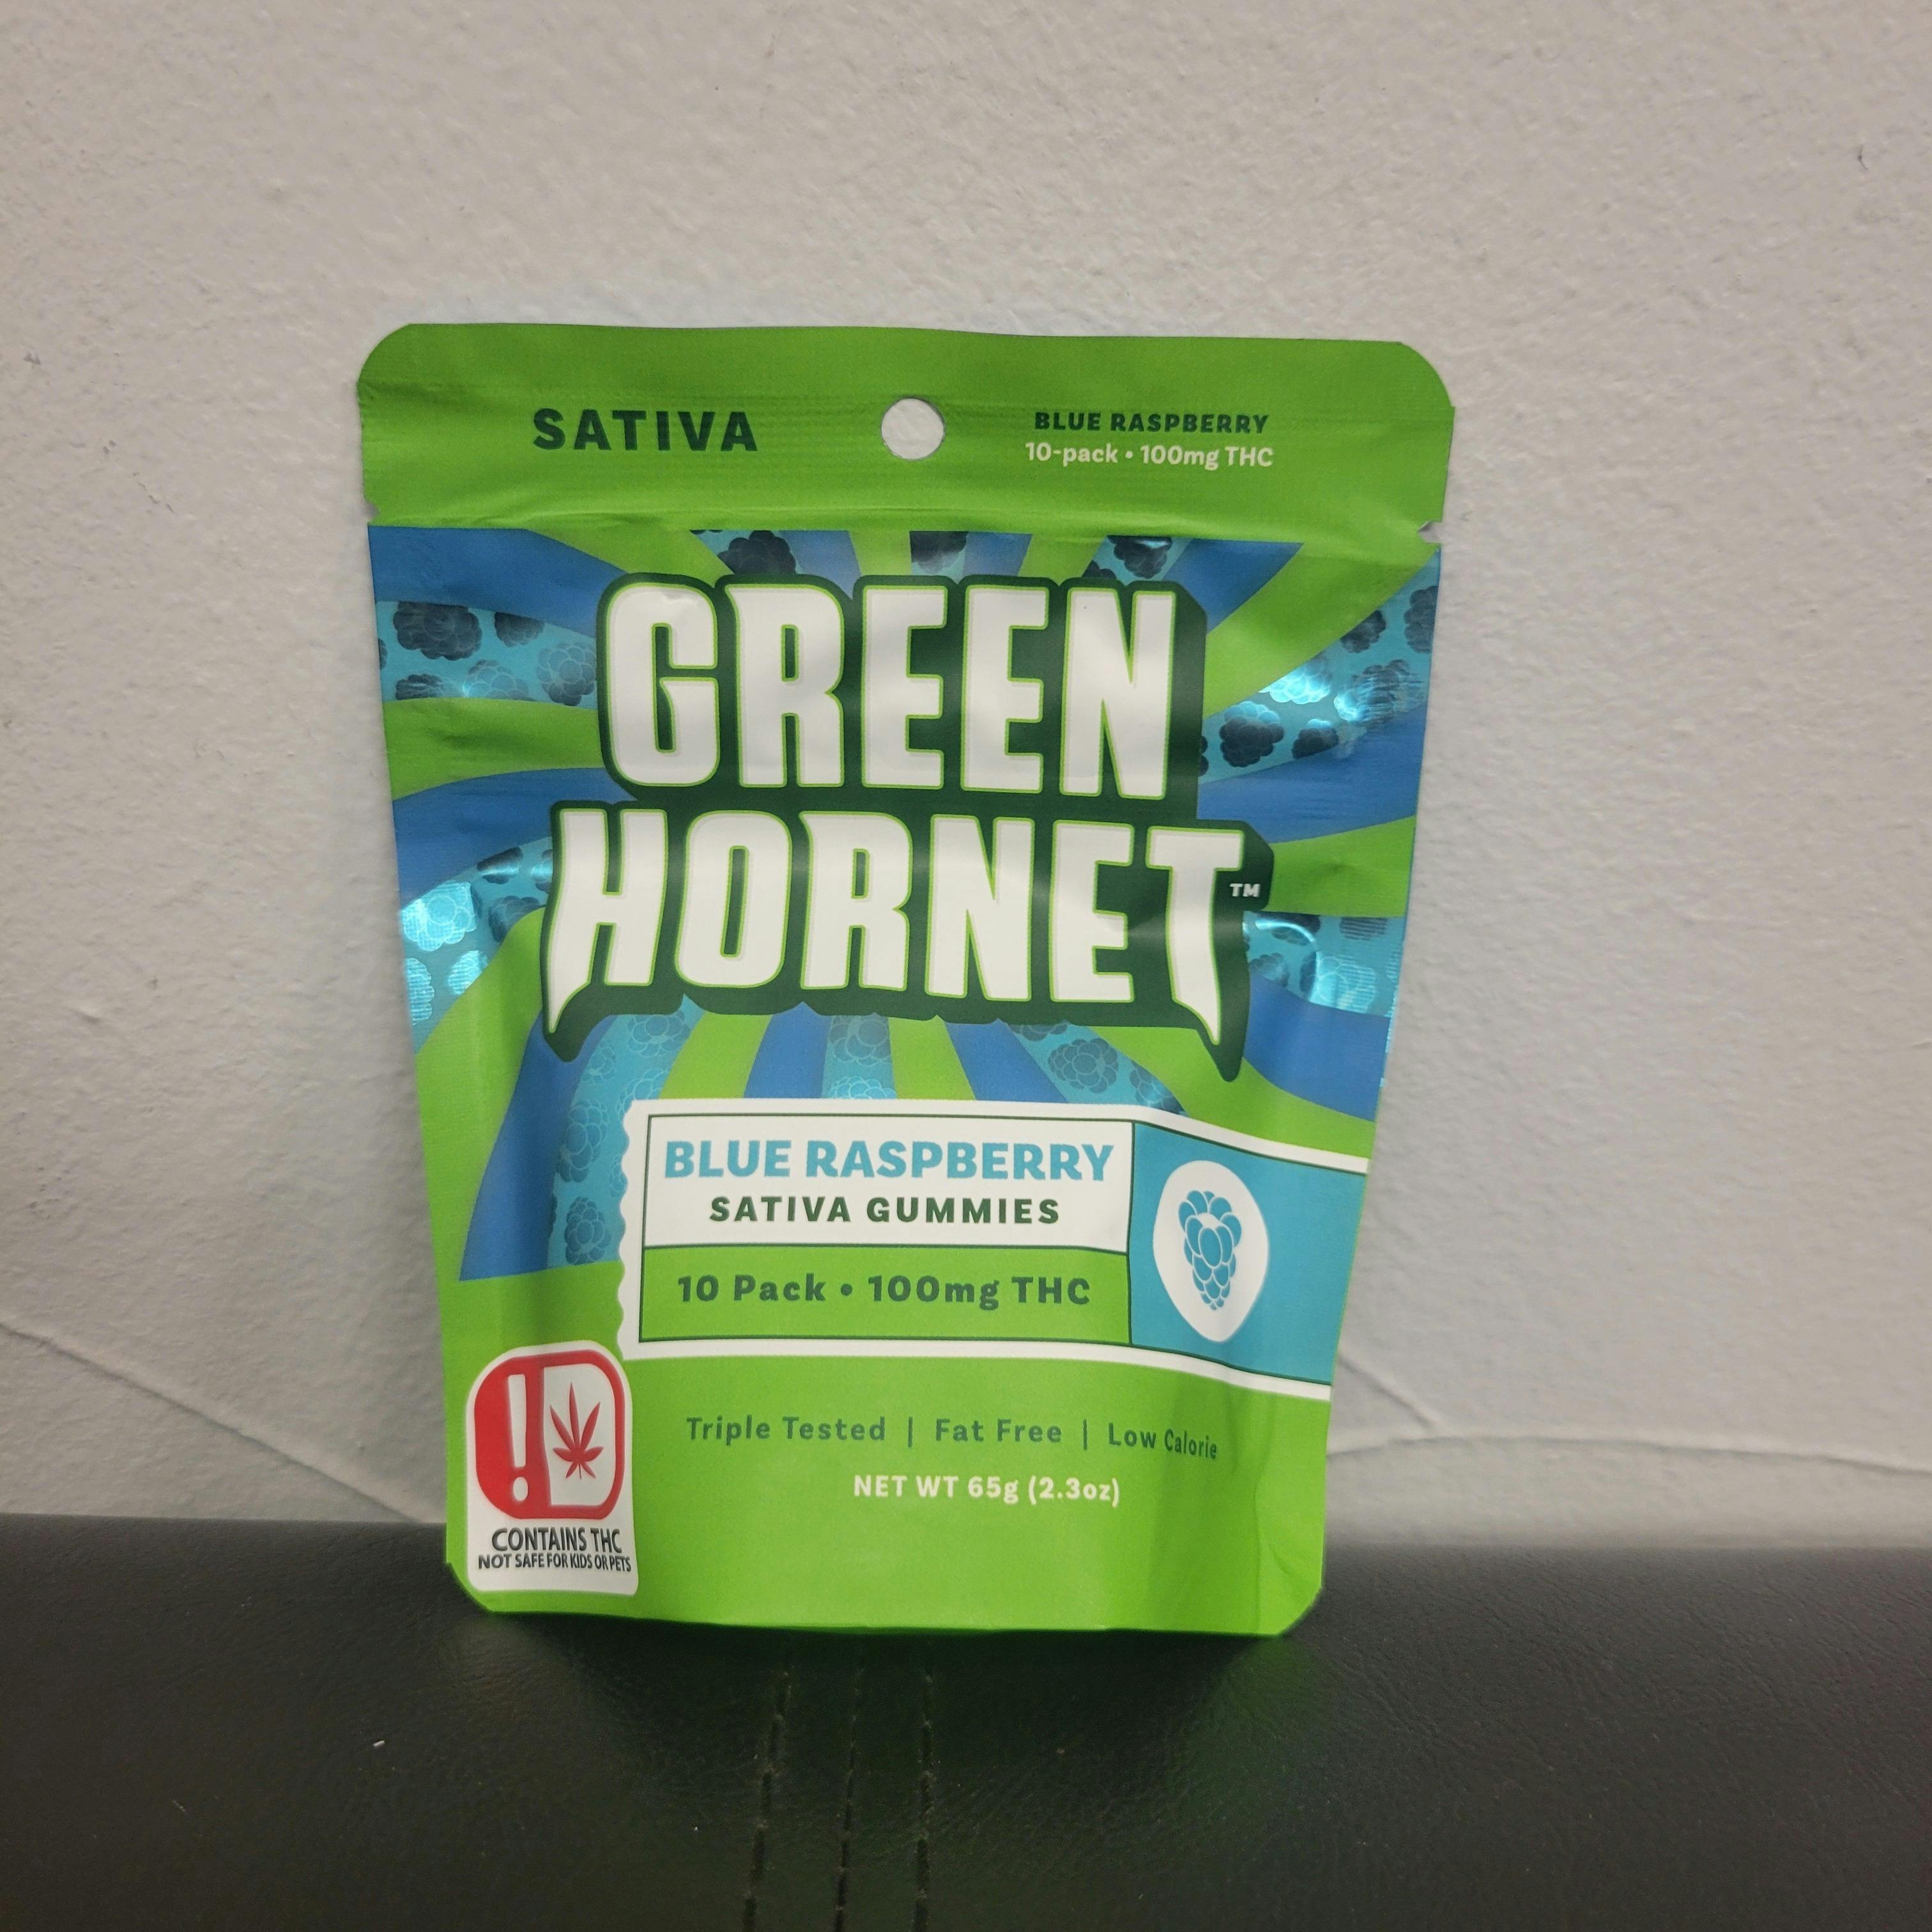 SATIVA
BLUE RASPBERRY
10-pack • 100mg THC
GREEN
HORNET™
BLUE RASPBERRY
SATIVA GUMMIES
10 Pack • 100mg THC
Triple Tested | Fat Free | Low Calorie
NET WT 65g (2.3oz)
!
CONTAINS THC
NOT SAFE FOR KIDS OR PETS